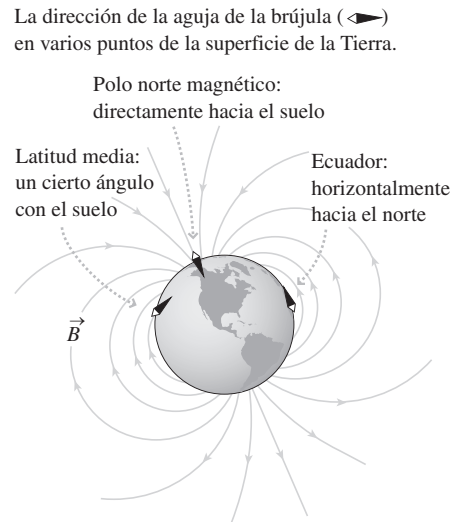 La dirección de la aguja de la brújula ( )
en varios puntos de la superficie de la Tierra.
Polo norte magnético:
directamente hacia el suelo
Latitud media:
un cierto ángulo
con el suelo
Ecuador:
horizontalmente
hacia el norte
B⃗